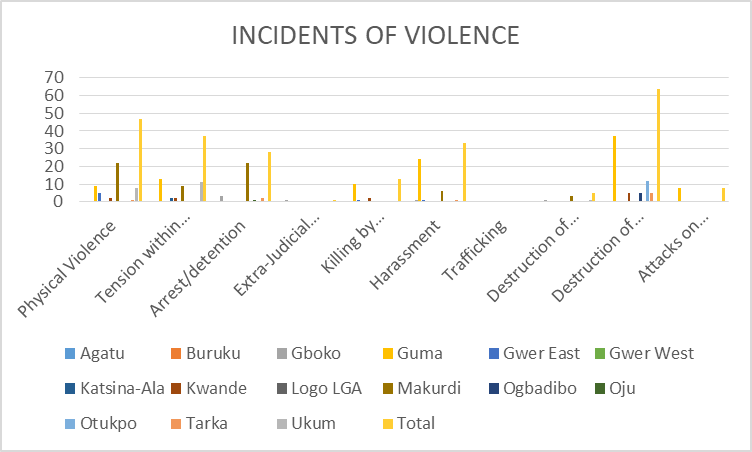 INCIDENTS OF VIOLENCE
70
60
50
40
30
20
10
0
Physical Violence
Tension within...
Arrest/detention
Extra-Judicial...
Killing by...
Harassment
Trafficking
Destruction of...
Destruction of...
Attacks on...
Agatu Buruku Gboko Guma Gwer East Gwer West
Katsina-Ala Kwande Logo LGA Makurdi Ogbadibo Oju
Otukpo Tarka Ukum Total